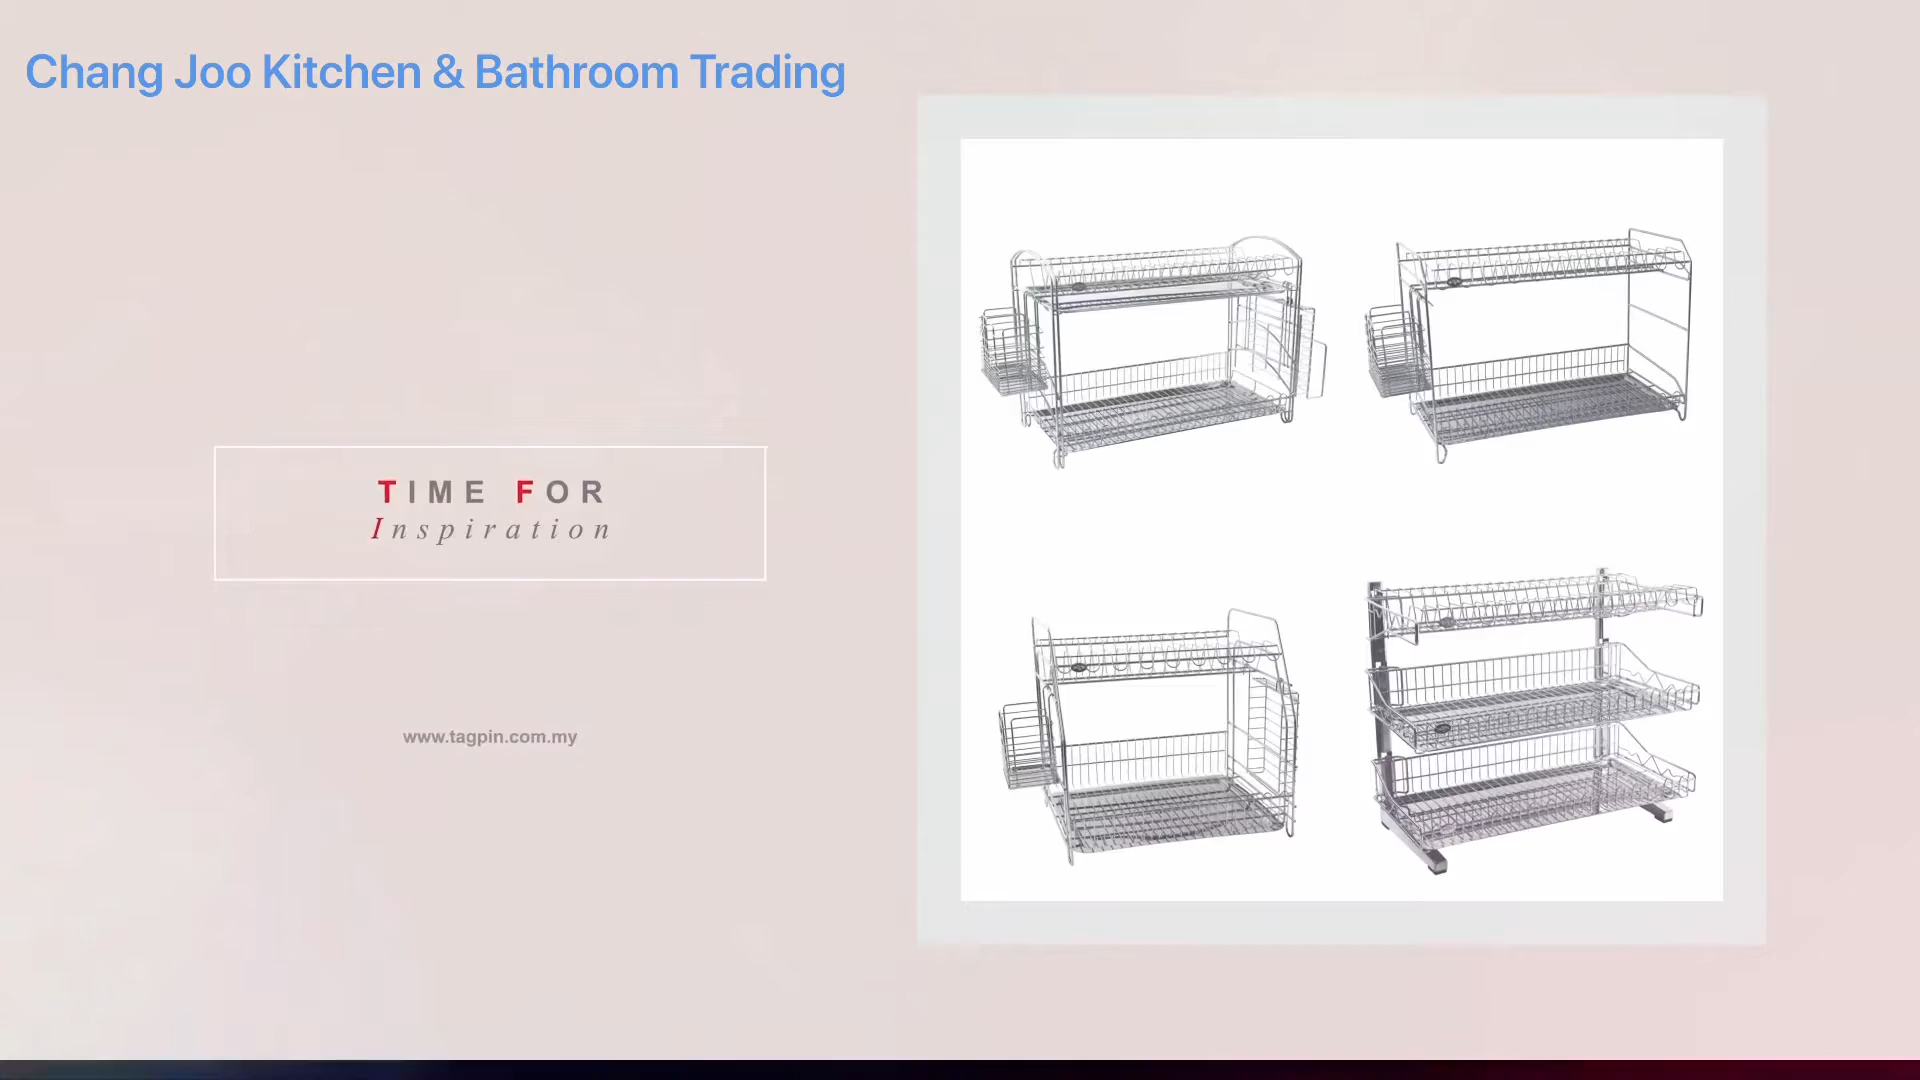 Chang Joo Kitchen & Bathroom Trading
TIME FOR
Inspiration
www.tagpin.com.my